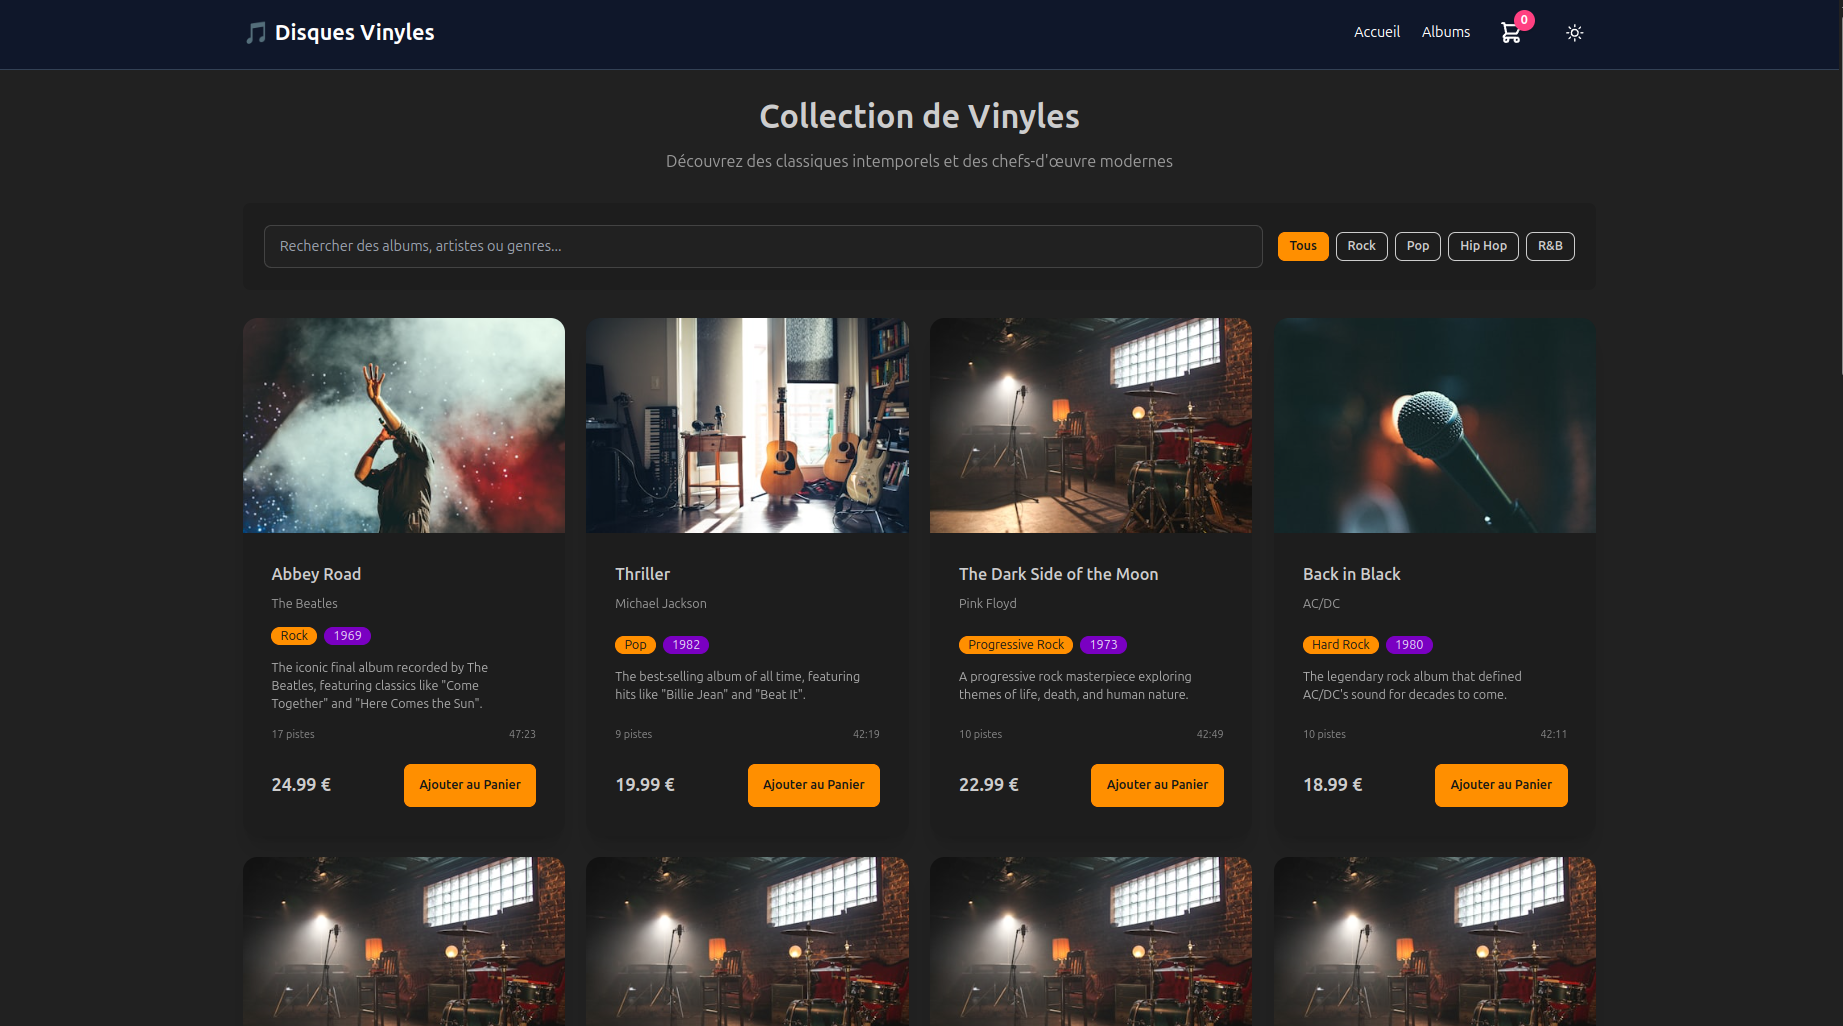 Disques Vinyles
Accueil
Albums
0
Collection de Vinyles
Découvrez des classiques intemporels et des chefs-d'œuvre modernes
Rechercher des albums, artistes ou genres...
Tous
Rock
Pop
Hip Hop
R&B
Abbey Road
The Beatles
Rock
1969
The iconic final album recorded by The
Beatles, featuring classics like "Come
Together" and "Here Comes the Sun".
17 pistes
47:23
24.99 €
Ajouter au Panier
Thriller
Michael Jackson
Pop
1982
The best-selling album of all time, featuring
hits like "Billie Jean" and "Beat It".
9 pistes
42:19
19.99 €
Ajouter au Panier
The Dark Side of the Moon
Pink Floyd
Progressive Rock
1973
A progressive rock masterpiece exploring
themes of life, death, and human nature.
10 pistes
42:49
22.99 €
Ajouter au Panier
Back in Black
AC/DC
Hard Rock
1980
The legendary rock album that defined
AC/DC's sound for decades to come.
10 pistes
42:11
18.99 €
Ajouter au Panier